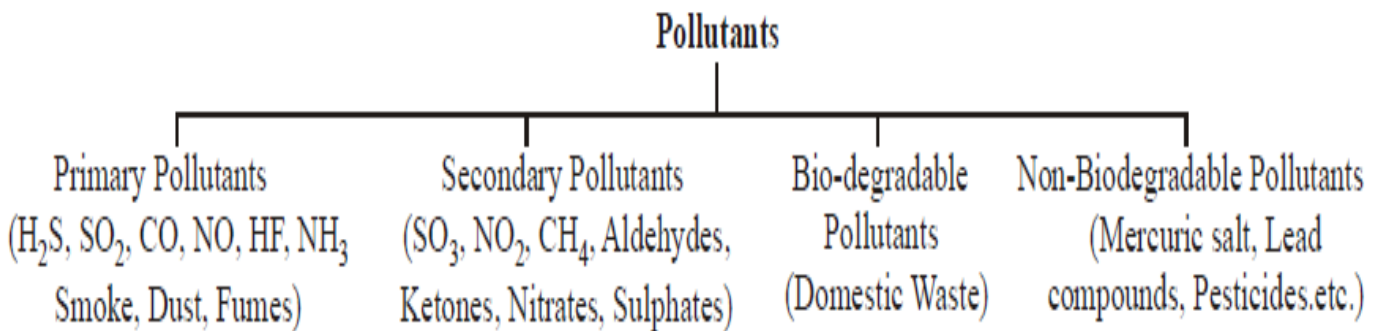 Pollutants
Primary Pollutants
(H₂S, SO₂, CO, NO, HF, NH₃
Smoke, Dust, Fumes)
Secondary Pollutants
(SO₃, NO₂, CH₄, Aldehydes,
Ketones, Nitrates, Sulphates)
Bio-degradable
Pollutants
(Domestic Waste)
Non-Biodegradable Pollutants
(Mercuric salt, Lead
compounds, Pesticides.etc.)